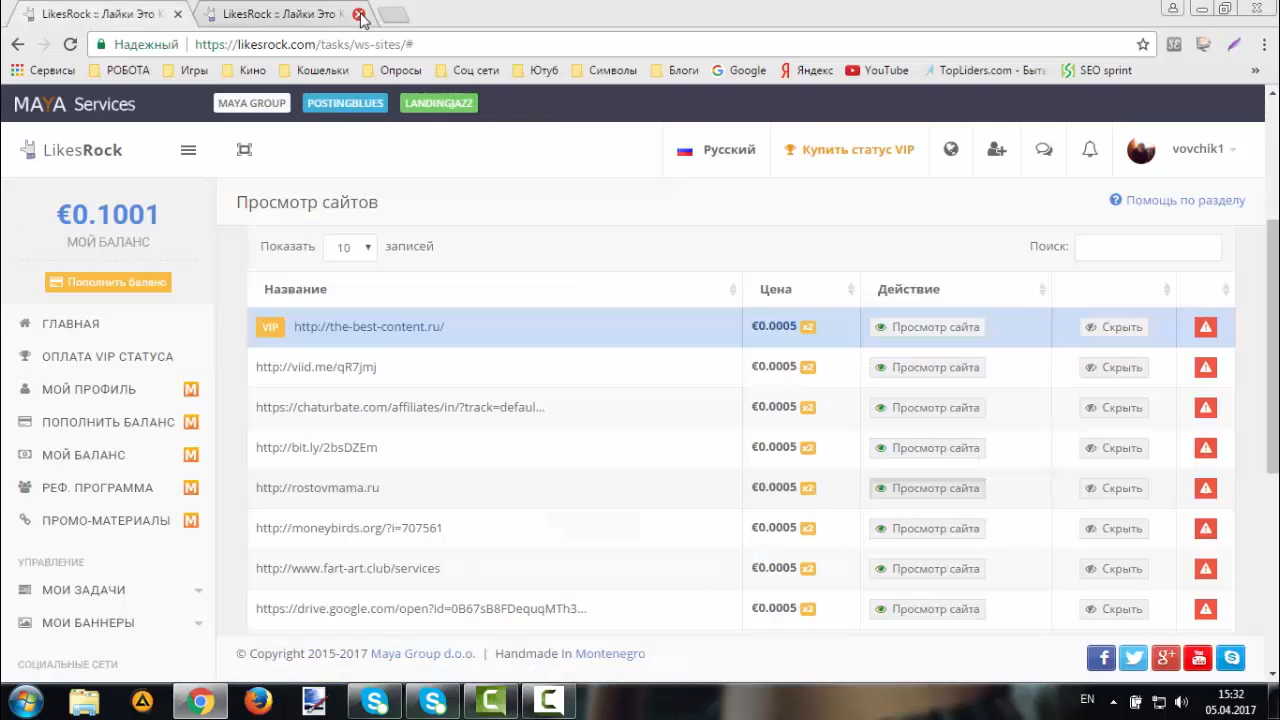 LikesRock :: Лайки Это К
LikesRock :: Лайки Это К
Надежный
https://likesrock.com/tasks/ws-sites/#
Сервисы РОБОТА Игры Кино Кошельки Опросы Соц сети Ютуб Символы Блоги Google Яндекс YouTube TopLiders.com - Быть SEO sprint »
MAYA Services MAYA GROUP POSTINGBLUES LANDINGJAZZ
LikesRock Русский Купить статус VIP vovchik1
€0.1001
МОЙ БАЛАНС
Пополнить баланс
ГЛАВНАЯ
ОПЛАТА VIP СТАТУСА
МОЙ ПРОФИЛЬ M
ПОПОЛНИТЬ БАЛАНС M
МОЙ БАЛАНС M
РЕФ. ПРОГРАММА M
ПРОМО-МАТЕРИАЛЫ M
УПРАВЛЕНИЕ
МОИ ЗАДАЧИ
МОИ БАННЕРЫ
СОЦИАЛЬНЫЕ СЕТИ
Просмотр сайтов
Помощь по разделу
Показать 10 записей
Поиск:
Название Цена Действие
VIP http://the-best-content.ru/ €0.0005 x2 Просмотр сайта Скрыть
http://viid.me/qR7jmj €0.0005 x2 Просмотр сайта Скрыть
https://chaturbate.com/affiliates/in/?track=defaul... €0.0005 x2 Просмотр сайта Скрыть
http://bit.ly/2bsDZEm €0.0005 x2 Просмотр сайта Скрыть
http://rostovmama.ru €0.0005 x2 Просмотр сайта Скрыть
http://moneybirds.org/?i=707561 €0.0005 x2 Просмотр сайта Скрыть
http://www.fart-art.club/services €0.0005 x2 Просмотр сайта Скрыть
https://drive.google.com/open?id=0B67sB8FDequqMTh3... €0.0005 x2 Просмотр сайта Скрыть
© Copyright 2015-2017 Maya Group d.o.o. | Handmade In Montenegro
EN
15:32
05.04.2017